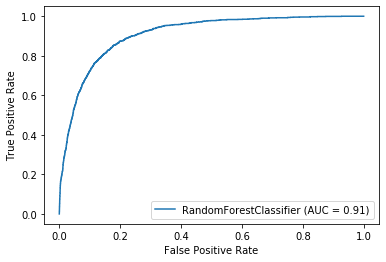 1.0
0.8
0.6
0.4
0.2
0.0
True Positive Rate
RandomForestClassifier (AUC = 0.91)
0.0 0.2 0.4 0.6 0.8 1.0
False Positive Rate